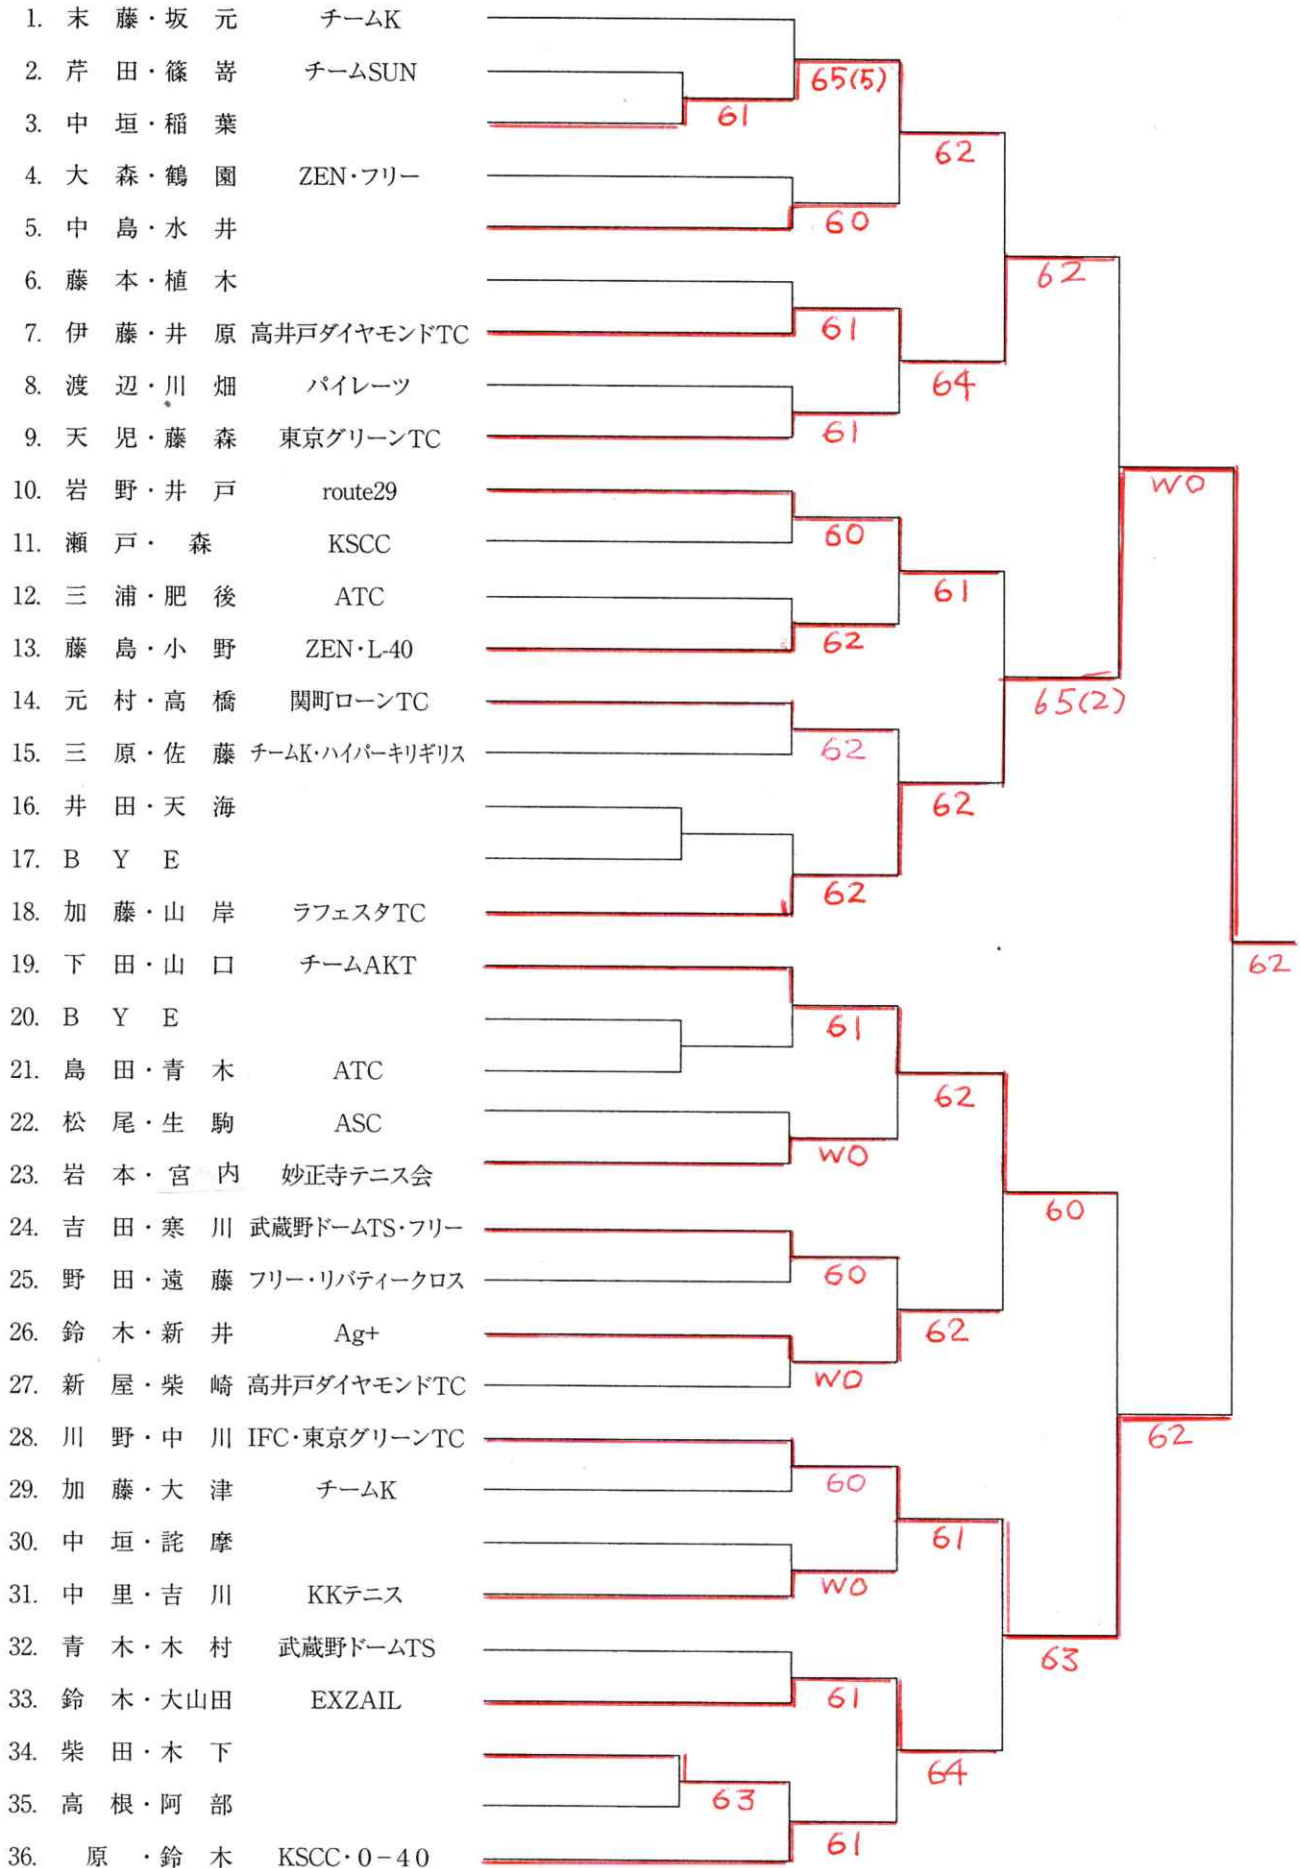 1. 末 藤・坂 元 チームK
2. 芹 田・篠 嵜 チームSUN
65(5)
61
3. 中 垣・稲 葉
62
4. 大 森・鶴 園 ZEN・フリー
60
5. 中 島・水 井
6. 藤 本・植 木
62
7. 伊 藤・井 原 高井戸ダイヤモンドTC
61
8. 渡 辺・川 畑 パイレーツ
64
9. 天 児・藤 森 東京グリーンTC
61
10. 岩 野・井 戸 route29
WO
11. 瀬 戸・ 森 KSCC
60
12. 三 浦・肥 後 ATC
61
13. 藤 島・小 野 ZEN・L-40
62
14. 元 村・高 橋 関町ローンTC
65(2)
15. 三 原・佐 藤 チームK・ハイパーキリギリス
62
16. 井 田・天 海
62
17. B Y E
62
18. 加 藤・山 岸 ラフェスタTC
19. 下 田・山 口 チームAKT
62
20. B Y E
61
21. 島 田・青 木 ATC
62
22. 松 尾・生 駒 ASC
WO
23. 岩 本・宮 内 妙正寺テニス会
60
24. 吉 田・寒 川 武蔵野ドームTS・フリー
60
25. 野 田・遠 藤 フリー・リバティークロス
26. 鈴 木・新 井 Ag+
62
WO
27. 新 屋・柴 崎 高井戸ダイヤモンドTC
28. 川 野・中 川 IFC・東京グリーンTC
62
60
29. 加 藤・大 津 チームK
30. 中 垣・詫 摩
61
WO
31. 中 里・吉 川 KKテニス
32. 青 木・木 村 武蔵野ドームTS
63
33. 鈴 木・大山田 EXZAIL
61
34. 柴 田・木 下
64
35. 高 根・阿 部
63
61
36. 原 ・鈴 木 KSCC・0-40